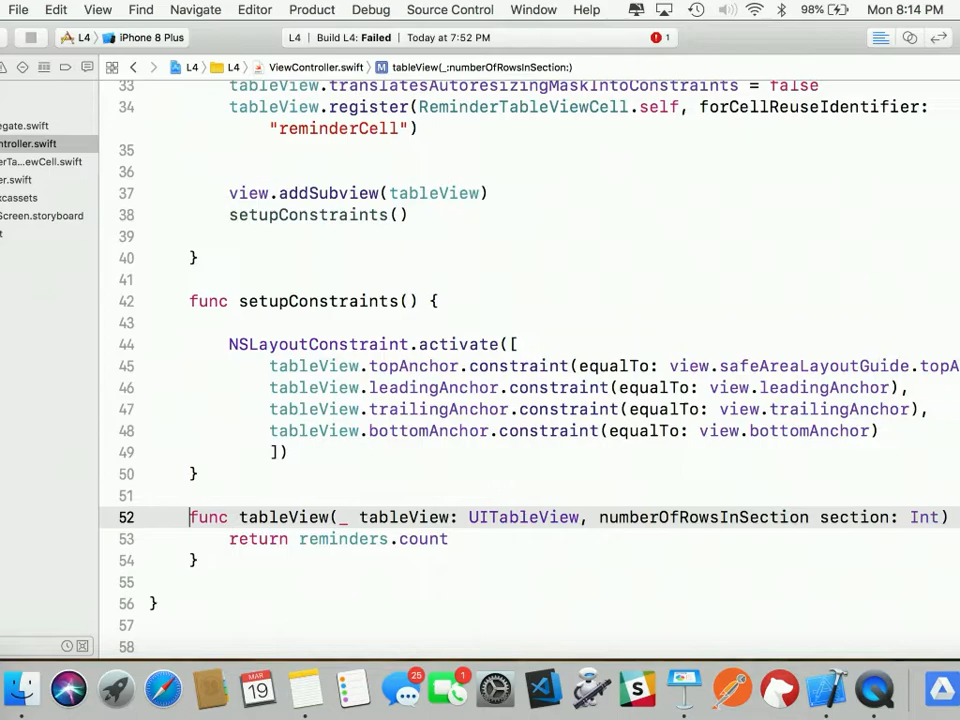 File Edit View Find Navigate Editor Product Debug Source Control Window Help 98% Mon 8:14 PM
L4 iPhone 8 Plus L4 | Build L4: Failed | Today at 7:52 PM 1
L4 L4 ViewController.swift M tableView(_:numberOfRowsInSection:)
egate.swift
ntroller.swift
erTa...ewCell.swift
er.swift
xcassets
Screen.storyboard
t
33 tableView.translatesAutoresizingMaskIntoConstraints = false
34 tableView.register(ReminderTableViewCell.self, forCellReuseIdentifier:
"reminderCell")
35
36
37 view.addSubview(tableView)
38 setupConstraints()
39
40 }
41
42 func setupConstraints() {
43
44 NSLayoutConstraint.activate([
45 tableView.topAnchor.constraint(equalTo: view.safeAreaLayoutGuide.topA
46 tableView.leadingAnchor.constraint(equalTo: view.leadingAnchor),
47 tableView.trailingAnchor.constraint(equalTo: view.trailingAnchor),
48 tableView.bottomAnchor.constraint(equalTo: view.bottomAnchor)
49 ])
50 }
51
52 func tableView(_ tableView: UITableView, numberOfRowsInSection section: Int)
53 return reminders.count
54 }
55
56 }
57
58
MAR
19
25
1